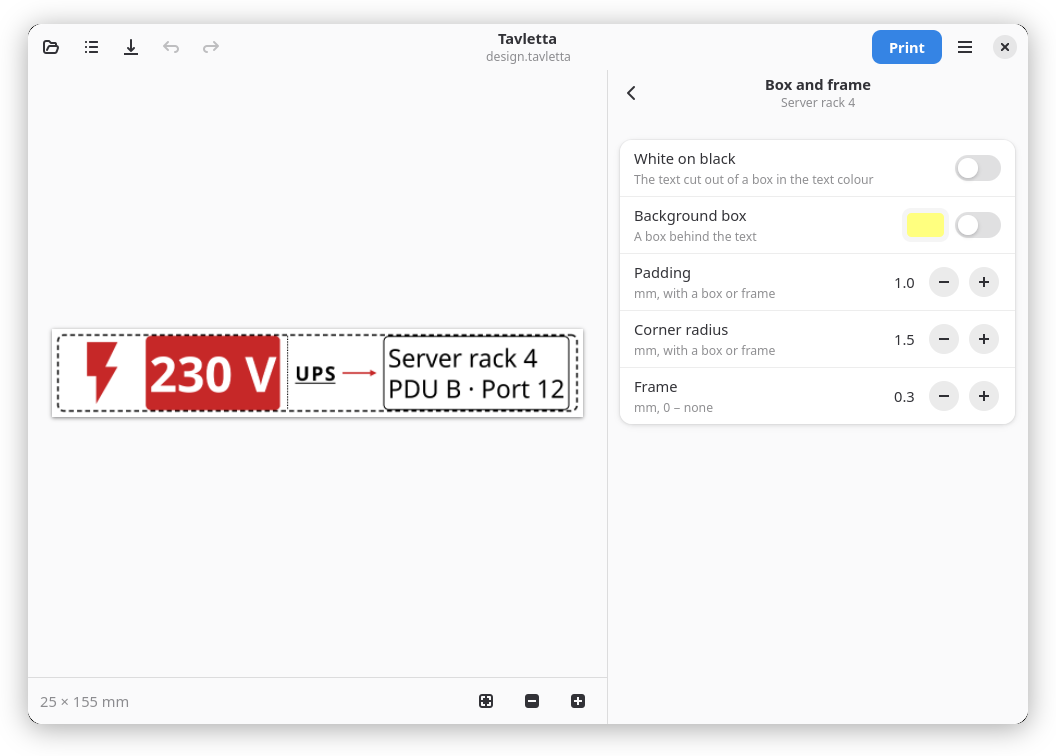 Tavletta
design.tavletta
Print
Box and frame
Server rack 4
White on black
The text cut out of a box in the text colour
Background box
A box behind the text
Padding
mm, with a box or frame
1.0
Corner radius
mm, with a box or frame
1.5
Frame
mm, 0 – none
0.3
230 V
UPS
Server rack 4
PDU B · Port 12
25 × 155 mm